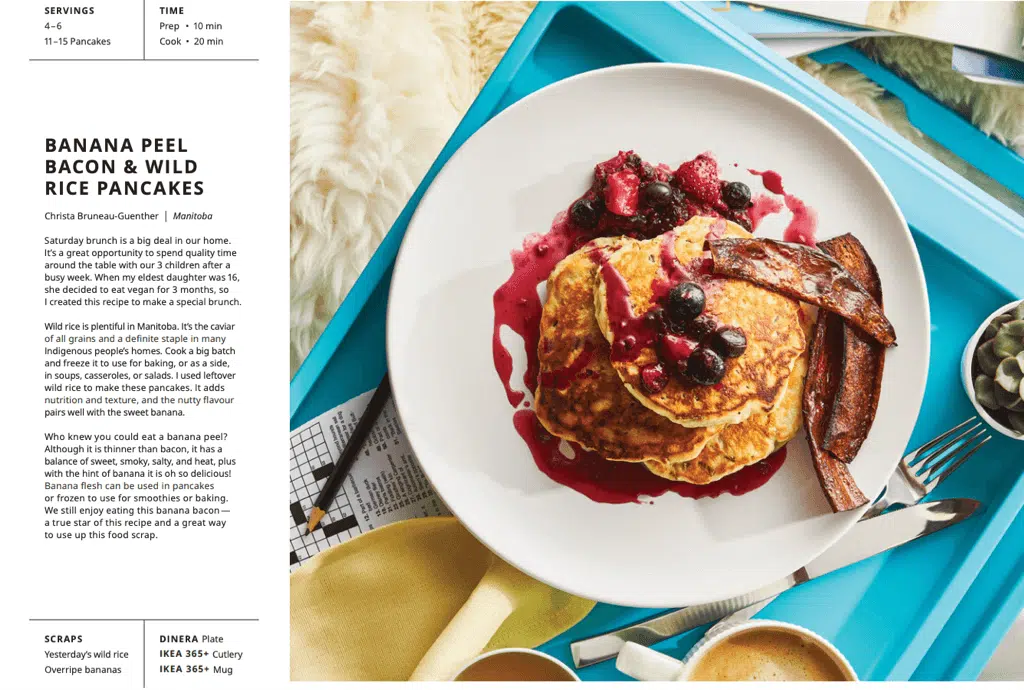 SERVINGS
4–6
11–15 Pancakes
TIME
Prep • 10 min
Cook • 20 min
BANANA PEEL
BACON & WILD
RICE PANCAKES
Christa Bruneau-Guenther | Manitoba
Saturday brunch is a big deal in our home.
It's a great opportunity to spend quality time
around the table with our 3 children after a
busy week. When my eldest daughter was 16,
she decided to eat vegan for 3 months, so
I created this recipe to make a special brunch.
Wild rice is plentiful in Manitoba. It's the caviar
of all grains and a definite staple in many
Indigenous people's homes. Cook a big batch
and freeze it to use for baking, or as a side,
in soups, casseroles, or salads. I used leftover
wild rice to make these pancakes. It adds
nutrition and texture, and the nutty flavour
pairs well with the sweet banana.
Who knew you could eat a banana peel?
Although it is thinner than bacon, it has a
balance of sweet, smoky, salty, and heat, plus
with the hint of banana it is oh so delicious!
Banana flesh can be used in pancakes
or frozen to use for smoothies or baking.
We still enjoy eating this banana bacon—
a true star of this recipe and a great way
to use up this food scrap.
SCRAPS
Yesterday's wild rice
Overripe bananas
DINERA Plate
IKEA 365+ Cutlery
IKEA 365+ Mug